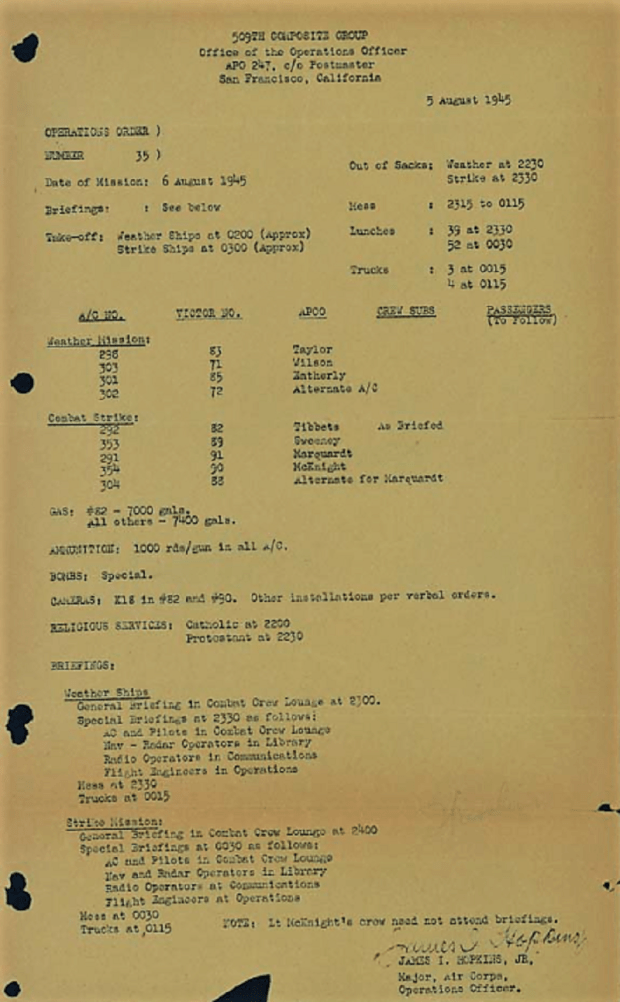 509TH COMPOSITE GROUP
Office of the Operations Officer
APO 247, c/o Postmaster
San Francisco, California
5 August 1945
OPERATIONS ORDER )
NUMBER 35 )
Out of Sacks: Weather at 2230
Strike at 2330
Date of Mission: 6 August 1945
Briefings: : See below
Mess : 2315 to 0115
Take-off: Weather Ships at 0200 (Approx)
Strike Ships at 0300 (Approx)
Lunches : 39 at 2330
52 at 0030
Trucks : 3 at 0015
4 at 0115
A/C NO. VICTOR NO. APCO CREW SUBS PASSENGERS
(To Follow)
Weather Mission:
298 83 Taylor
303 71 Wilson
301 85 Eatherly
302 72 Alternate A/C
Combat Strike:
292 82 Tibbets As Briefed
353 89 Sweeney
291 91 Marquardt
354 90 McKnight
304 88 Alternate for Marquardt
GAS: #82 - 7000 gals.
All others - 7400 gals.
AMMUNITION: 1000 rds/gun in all A/C.
BOMBS: Special.
CAMERAS: K18 in #82 and #90. Other installations per verbal orders.
RELIGIOUS SERVICES: Catholic at 2200
Protestant at 2230
BRIEFINGS:
Weather Ships
General Briefing in Combat Crew Lounge at 2300.
Special Briefings at 2330 as follows:
AC and Pilots in Combat Crew Lounge
Nav - Radar Operators in Library
Radio Operators in Communications
Flight Engineers in Operations
Mess at 2330
Trucks at 0015
Strike Mission:
General Briefing in Combat Crew Lounge at 2400
Special Briefings at 0030 as follows:
AC and Pilots in Combat Crew Lounge
Nav and Radar Operators in Library
Radio Operators at Communications
Flight Engineers at Operations
Mess at 0030
Trucks at 0115
NOTE: Lt McKnight's crew need not attend briefings.
James I Hopkins
JAMES I. HOPKINS, JR.
Major, Air Corps,
Operations Officer.